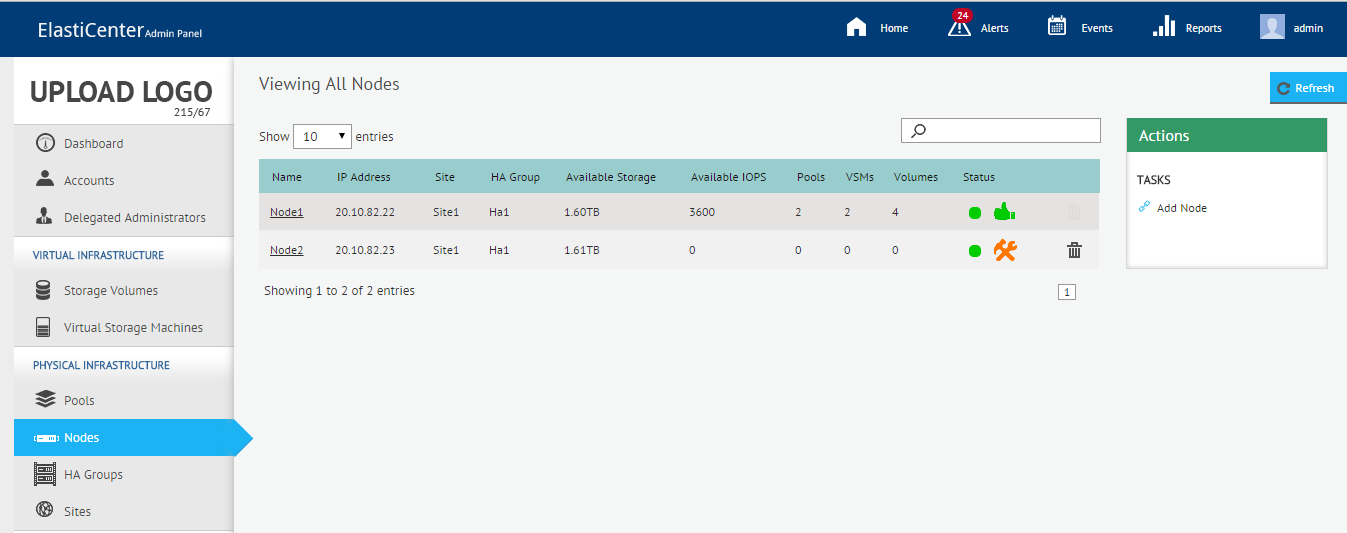 ElastiCenter Admin Panel
Home
24
Alerts
Events
Reports
admin
UPLOAD LOGO
215/67
Dashboard
Accounts
Delegated Administrators
VIRTUAL INFRASTRUCTURE
Storage Volumes
Virtual Storage Machines
PHYSICAL INFRASTRUCTURE
Pools
Nodes
HA Groups
Sites
Viewing All Nodes
Refresh
Show 10 entries
Name IP Address Site HA Group Available Storage Available IOPS Pools VSMs Volumes Status
Node1 20.10.82.22 Site1 Ha1 1.60TB 3600 2 2 4
Node2 20.10.82.23 Site1 Ha1 1.61TB 0 0 0 0
Showing 1 to 2 of 2 entries
1
Actions
TASKS
Add Node